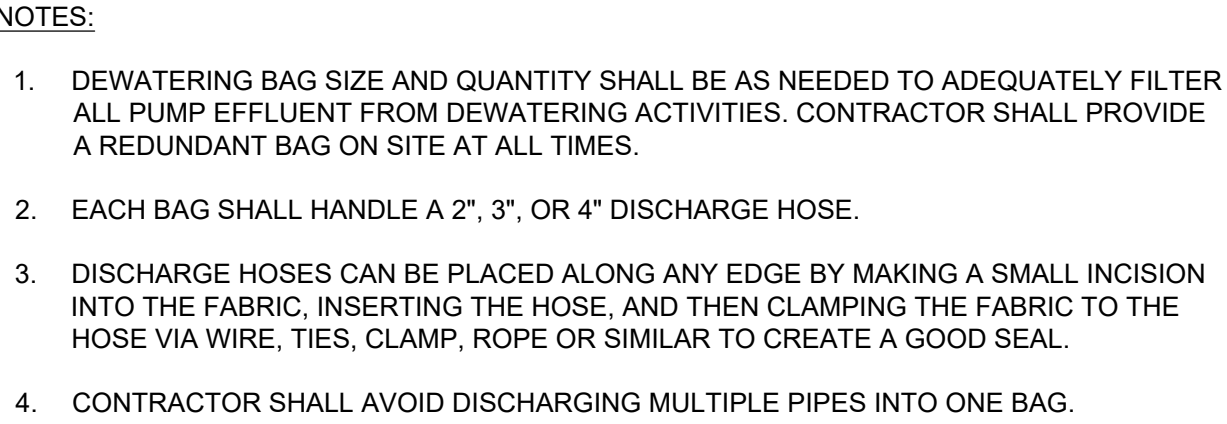 NOTES:
1. DEWATERING BAG SIZE AND QUANTITY SHALL BE AS NEEDED TO ADEQUATELY FILTER
ALL PUMP EFFLUENT FROM DEWATERING ACTIVITIES. CONTRACTOR SHALL PROVIDE
A REDUNDANT BAG ON SITE AT ALL TIMES.
2. EACH BAG SHALL HANDLE A 2", 3", OR 4" DISCHARGE HOSE.
3. DISCHARGE HOSES CAN BE PLACED ALONG ANY EDGE BY MAKING A SMALL INCISION
INTO THE FABRIC, INSERTING THE HOSE, AND THEN CLAMPING THE FABRIC TO THE
HOSE VIA WIRE, TIES, CLAMP, ROPE OR SIMILAR TO CREATE A GOOD SEAL.
4. CONTRACTOR SHALL AVOID DISCHARGING MULTIPLE PIPES INTO ONE BAG.